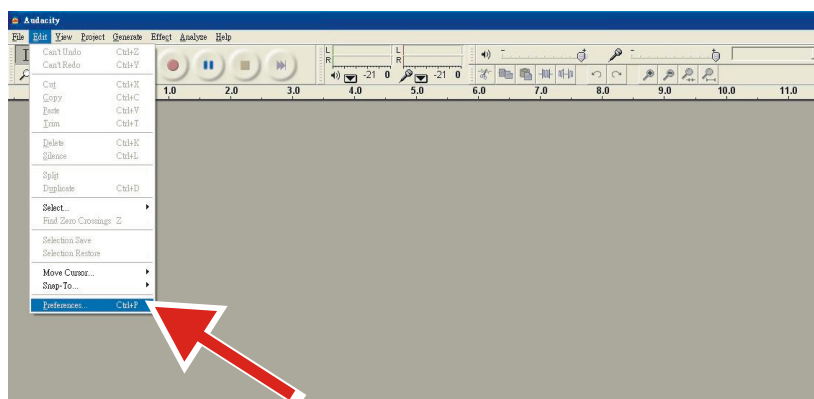 Audacity
File Edit View Project Generate Effect Analyze Help
Can't Undo Ctrl+Z
Can't Redo Ctrl+Y
Cut Ctrl+X
Copy Ctrl+C
Paste Ctrl+V
Trim Ctrl+T
Delete Ctrl+K
Silence Ctrl+L
Split
Duplicate Ctrl+D
Select...
Find Zero Crossings Z
Selection Save
Selection Restore
Move Cursor...
Snap-To...
Preferences... Ctrl+P
L
R
-21 0
L
R
-21 0
1.0 2.0 3.0 4.0 5.0 6.0 7.0 8.0 9.0 10.0 11.0